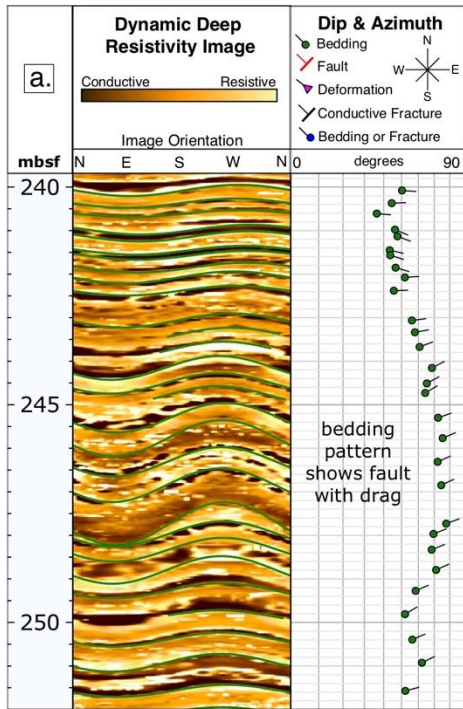 a.
Dynamic Deep
Resistivity Image
Conductive Resistive
Image Orientation
mbsf
N E S W N
Dip & Azimuth
Bedding
Fault
Deformation
Conductive Fracture
Bedding or Fracture
N
W E
S
0 degrees 90
240
245
250
bedding
pattern
shows fault
with drag